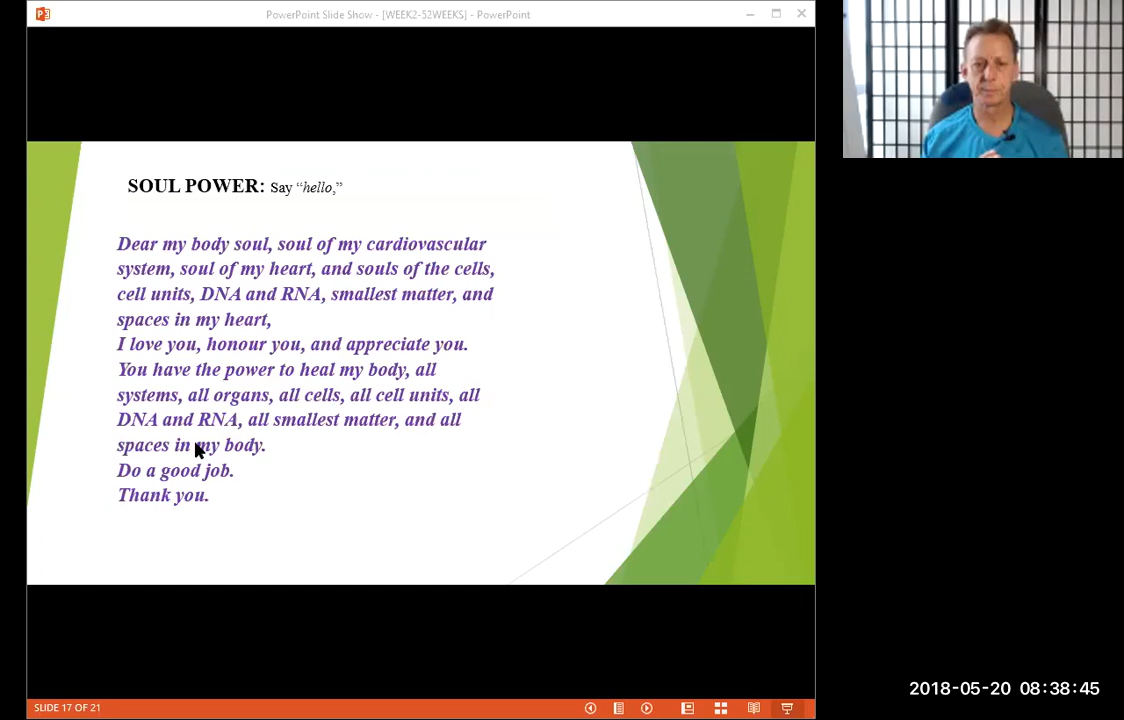 PowerPoint Slide Show - [WEEK2-52WEEKS] - PowerPoint
SOUL POWER: Say “hello,”
Dear my body soul, soul of my cardiovascular
system, soul of my heart, and souls of the cells,
cell units, DNA and RNA, smallest matter, and
spaces in my heart,
I love you, honour you, and appreciate you.
You have the power to heal my body, all
systems, all organs, all cells, all cell units, all
DNA and RNA, all smallest matter, and all
spaces in my body.
Do a good job.
Thank you.
2018-05-20 08:38:45
SLIDE 17 OF 21